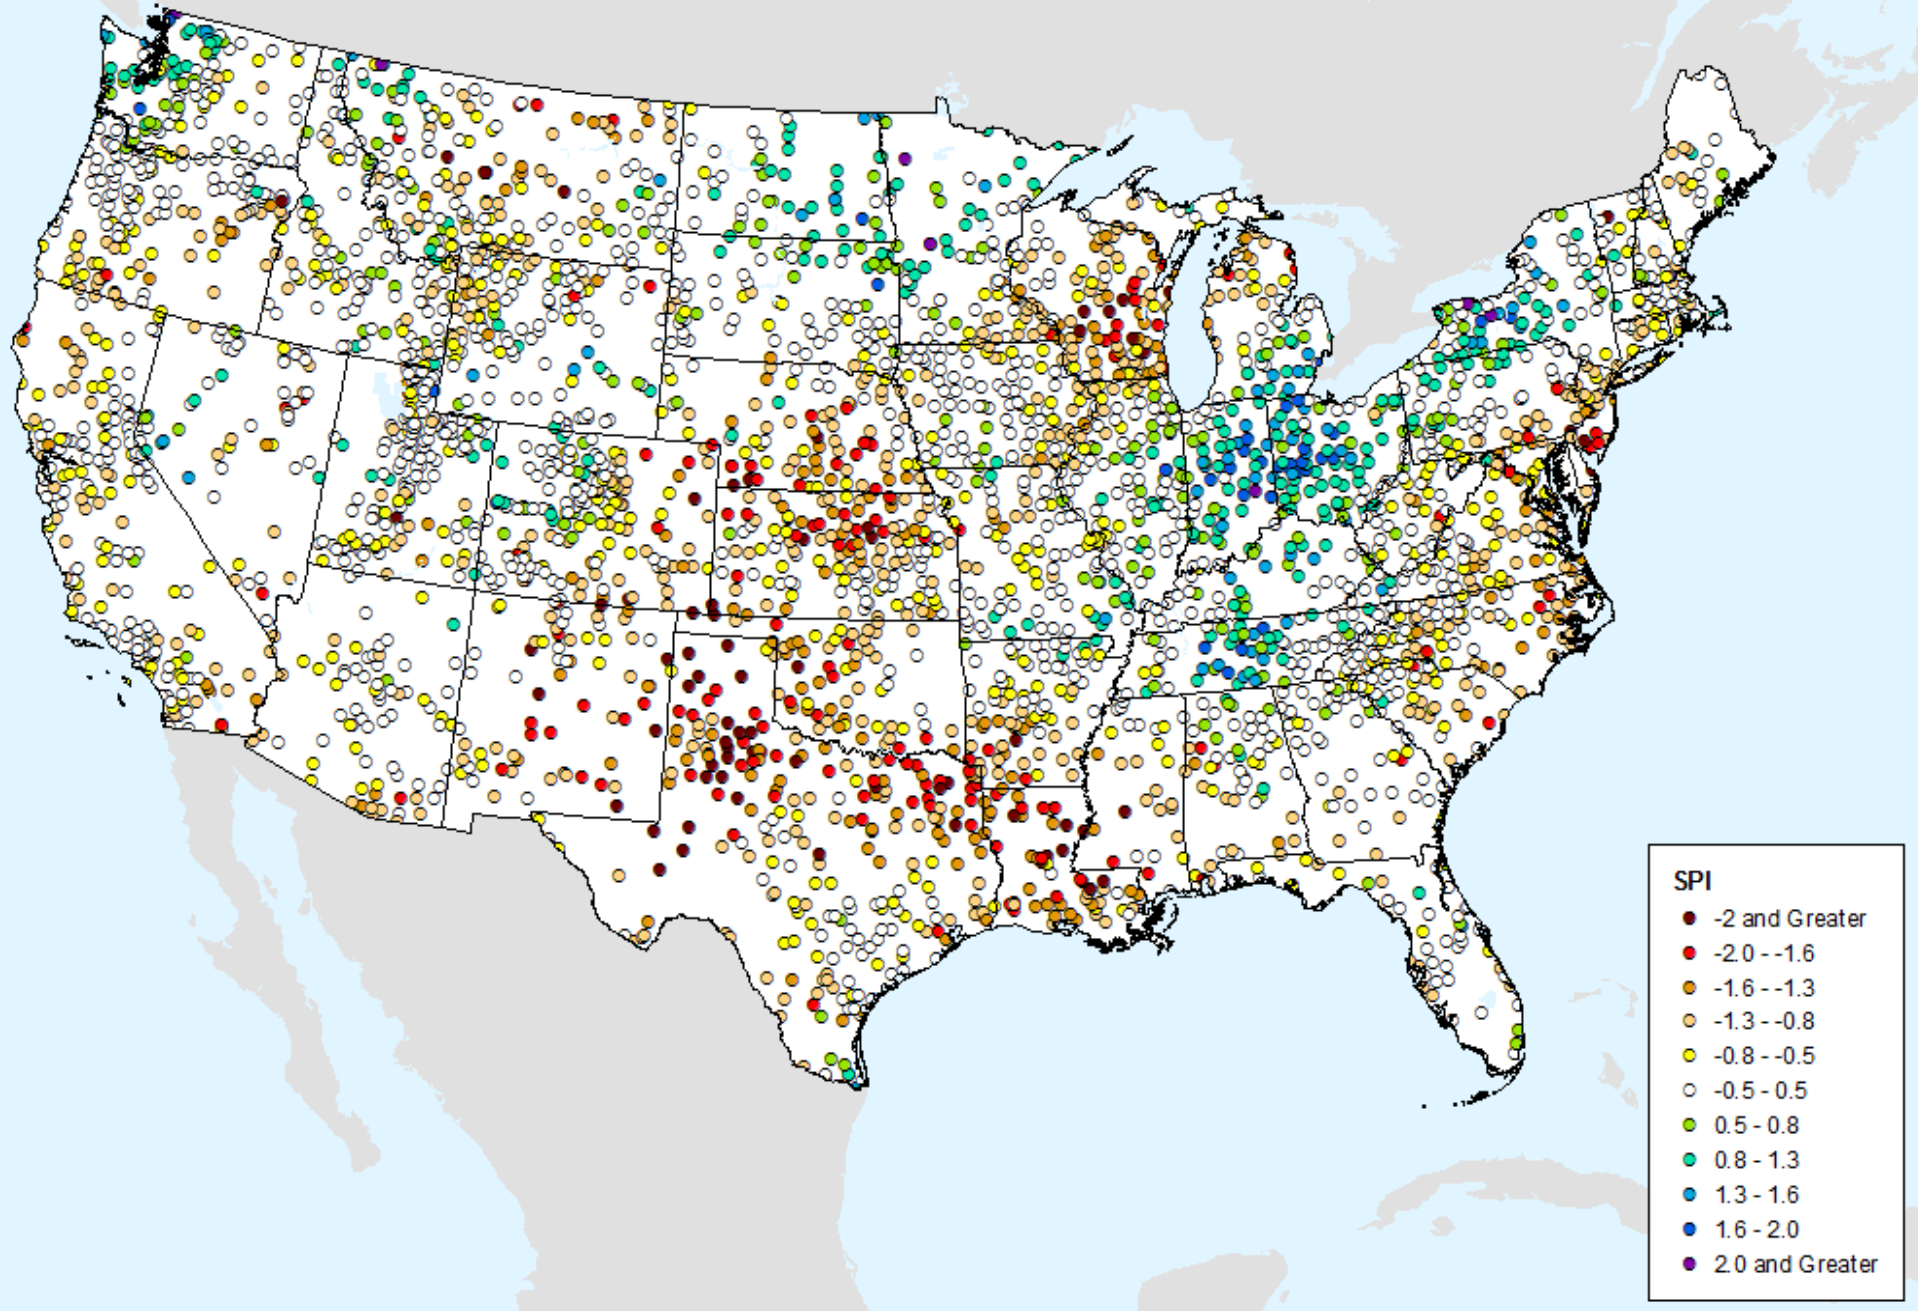 SPI
-2 and Greater
-2.0 - -1.6
-1.6 - -1.3
-1.3 - -0.8
-0.8 - -0.5
-0.5 - 0.5
0.5 - 0.8
0.8 - 1.3
1.3 - 1.6
1.6 - 2.0
2.0 and Greater